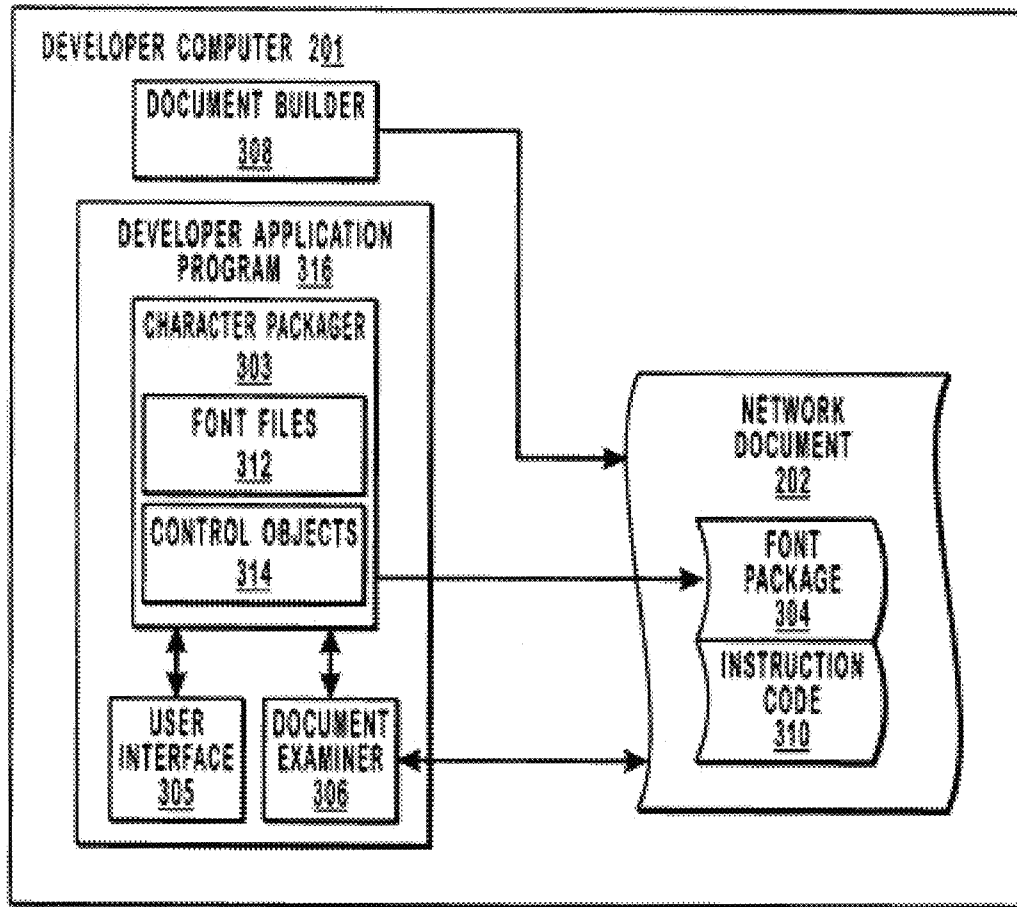 DEVELOPER COMPUTER 201
DOCUMENT BUILDER
308
DEVELOPER APPLICATION
PROGRAM 316
CHARACTER PACKAGER
303
FONT FILES
312
CONTROL OBJECTS
314
USER
INTERFACE
305
DOCUMENT
EXAMINER
306
NETWORK
DOCUMENT
202
FONT
PACKAGE
304
INSTRUCTION
CODE
310